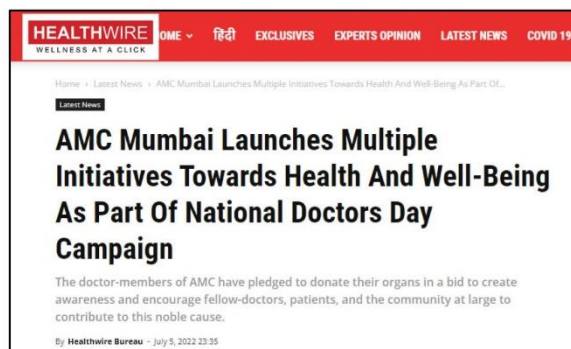 HEALTHWIRE
WELLNESS AT A CLICK
OME हिंदी EXCLUSIVES EXPERTS OPINION LATEST NEWS COVID 19
Home › Latest News › AMC Mumbai Launches Multiple Initiatives Towards Health And Well-Being As Part Of...
Latest News
AMC Mumbai Launches Multiple
Initiatives Towards Health And Well-Being
As Part Of National Doctors Day
Campaign
The doctor-members of AMC have pledged to donate their organs in a bid to create
awareness and encourage fellow-doctors, patients, and the community at large to
contribute to this noble cause.
By Healthwire Bureau - July 5, 2022 23:35